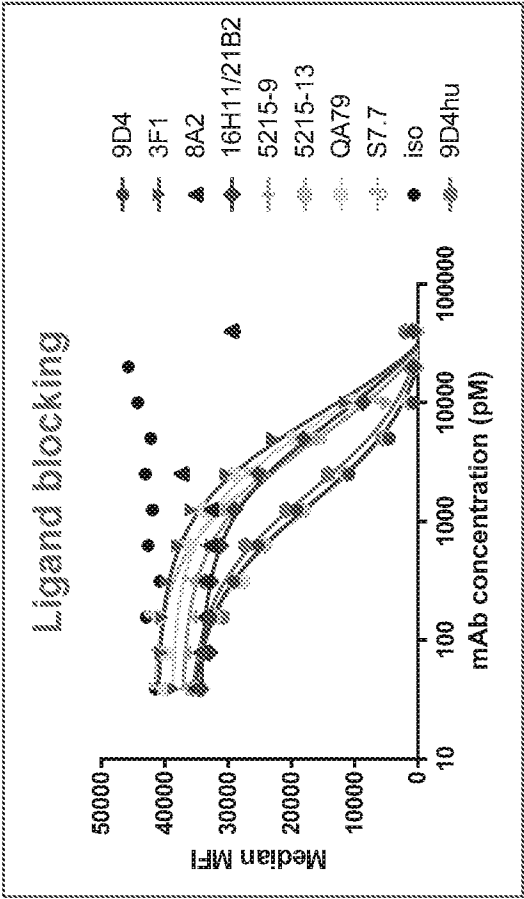 Ligand blocking
Median MFI
50000
40000
30000
20000
10000
0
10
100
1000
10000
100000
mAb concentration (pM)
9D4
3F1
8A2
16H11/21B2
5215-9
5215-13
QA79
S7.7
iso
9D4hu